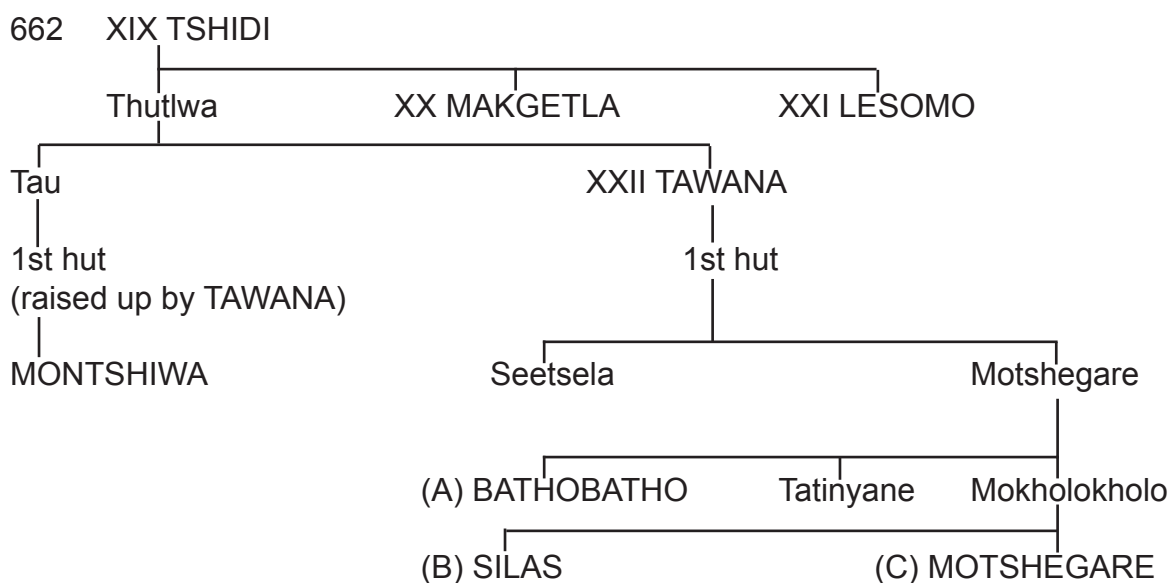 662 XIX TSHIDI
Thutlwa XX MAKGETLA XXI LESOMO
Tau XXII TAWANA
1st hut 1st hut
(raised up by TAWANA)
MONTSHIWA Seetsela Motshegare
(A) BATHOBATHO Tatinyane Mokholokholo
(B) SILAS (C) MOTSHEGARE